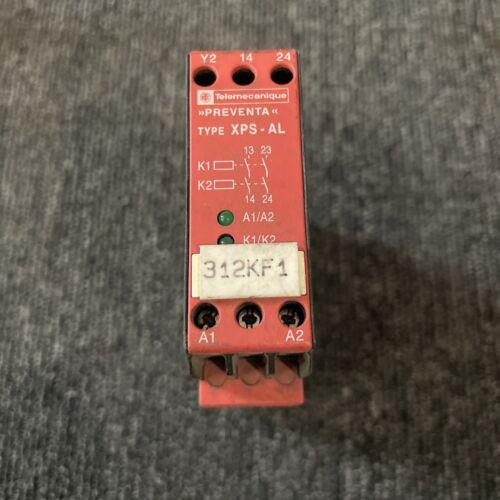 Y2 14 24
Telemecanique
»PREVENTA«
TYPE XPS-AL
13 23
K1
K2
14 24
A1/A2
K1/K2
312KF1
A1 A2